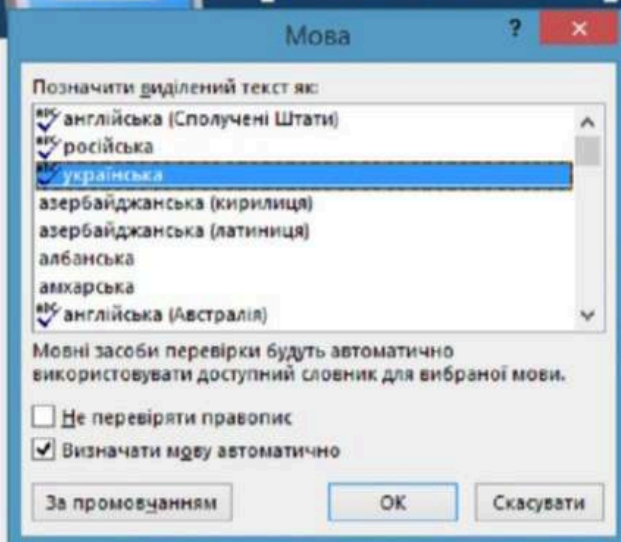 Мова
?
Позначити виділений текст як:
англійська (Сполучені Штати)
російська
українська
азербайджанська (кирилиця)
азербайджанська (латиниця)
албанська
амхарська
англійська (Австралія)
Мовні засоби перевірки будуть автоматично
використовувати доступний словник для вибраної мови.
Не перевіряти правопис
Визначати мову автоматично
За промовчанням
ОК
Скасувати